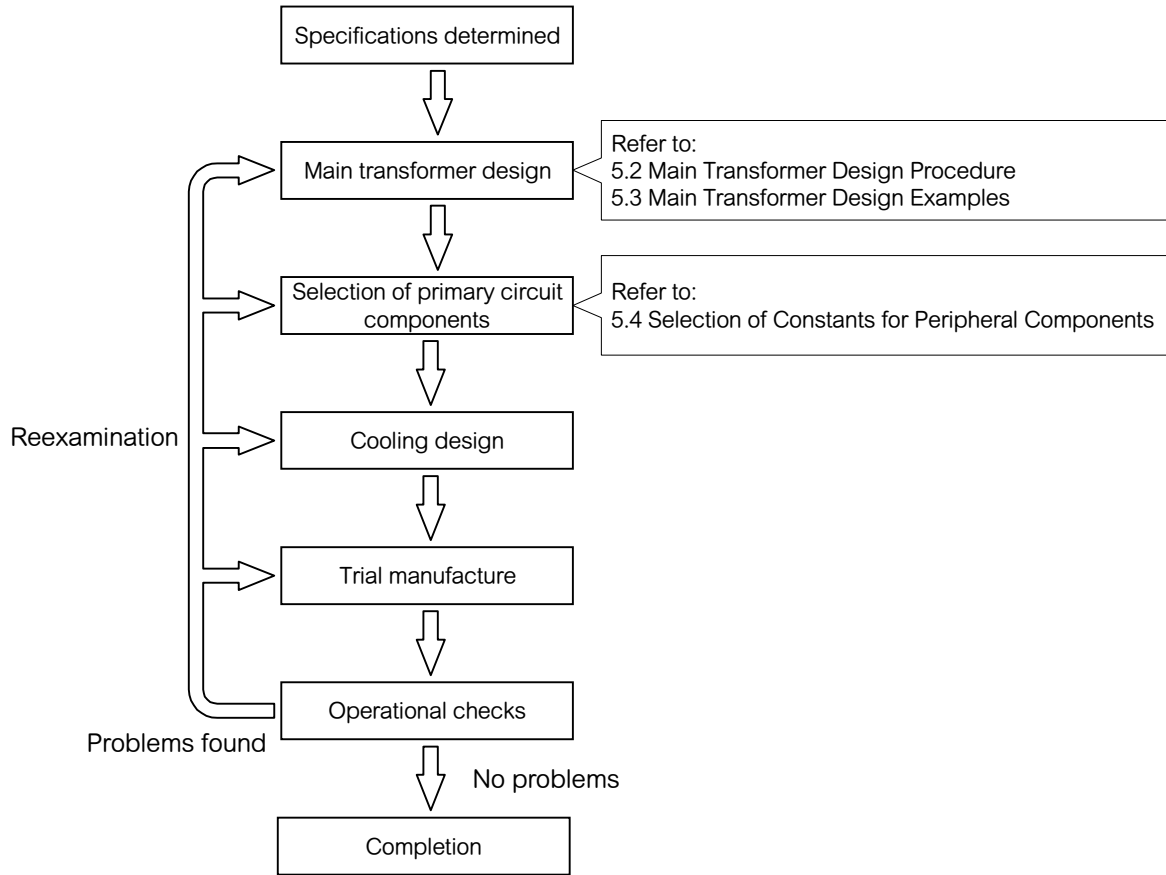 Specifications determined
Main transformer design
Refer to:
5.2 Main Transformer Design Procedure
5.3 Main Transformer Design Examples
Selection of primary circuit
components
Refer to:
5.4 Selection of Constants for Peripheral Components
Reexamination
Cooling design
Trial manufacture
Operational checks
Problems found
No problems
Completion